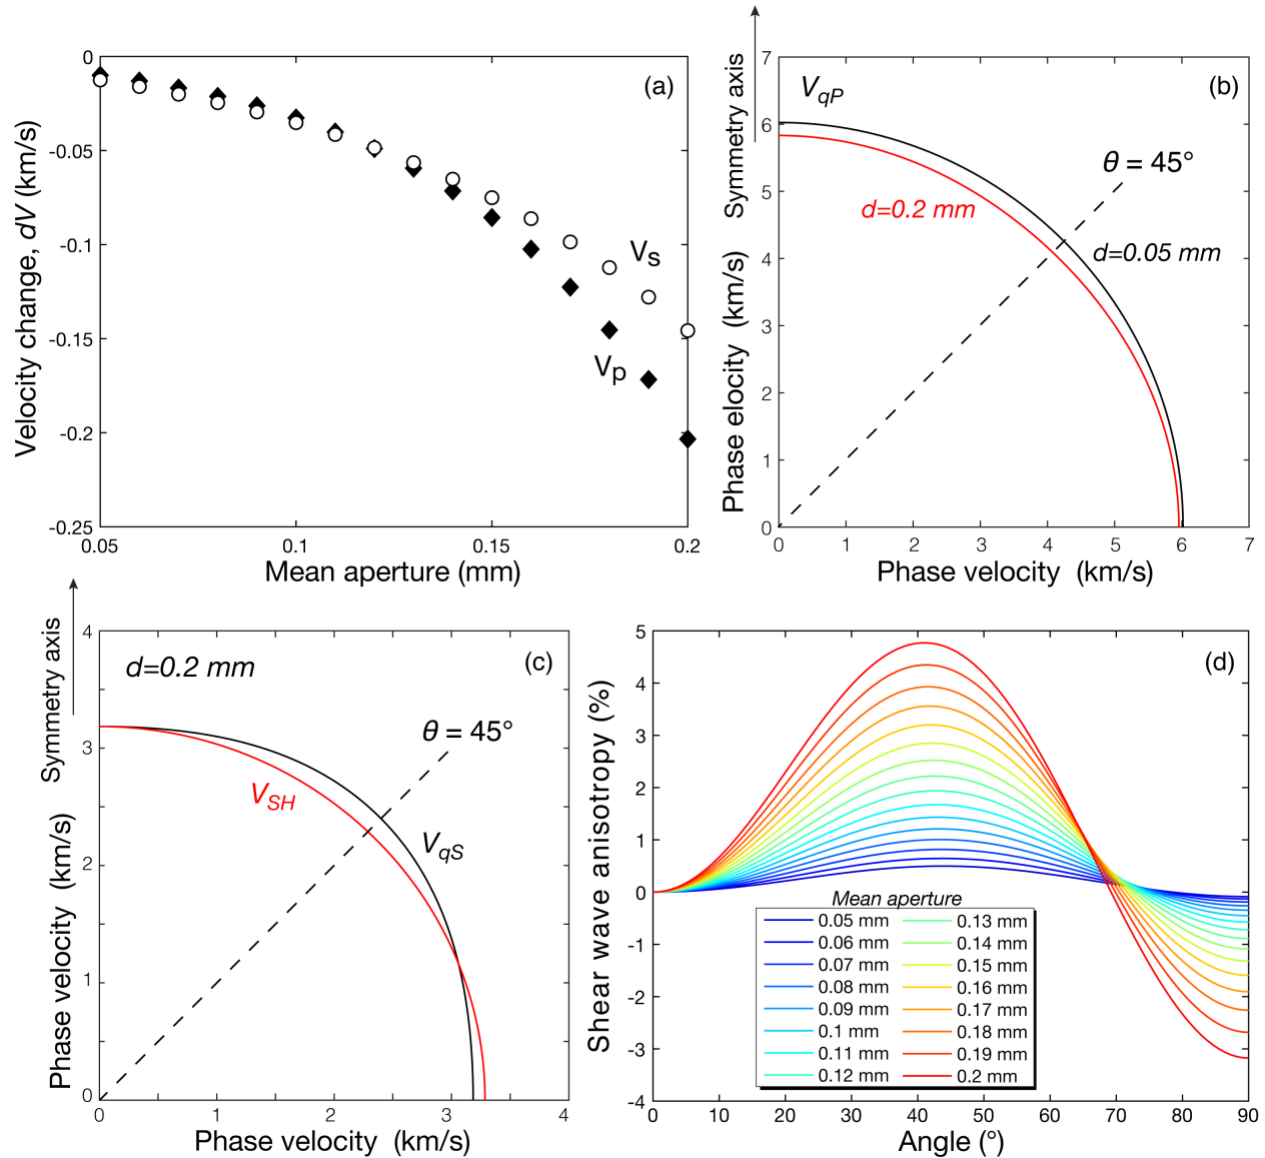 (a)
Velocity change, dV (km/s)
0
-0.05
-0.1
-0.15
-0.2
-0.25
0.05
0.1
0.15
0.2
Mean aperture (mm)
Vs
Vp
(b)
VqP
Symmetry axis
Phase elocity (km/s)
7
6
5
4
3
2
1
0
θ = 45°
d=0.2 mm
d=0.05 mm
0 1 2 3 4 5 6 7
Phase velocity (km/s)
(c)
d=0.2 mm
Symmetry axis
Phase velocity (km/s)
4
3
2
1
0
θ = 45°
VSH
VqS
0 1 2 3 4
Phase velocity (km/s)
(d)
Shear wave anisotropy (%)
5
4
3
2
1
0
-1
-2
-3
-4
Mean aperture
0.05 mm
0.06 mm
0.07 mm
0.08 mm
0.09 mm
0.1 mm
0.11 mm
0.12 mm
0.13 mm
0.14 mm
0.15 mm
0.16 mm
0.17 mm
0.18 mm
0.19 mm
0.2 mm
0 10 20 30 40 50 60 70 80 90
Angle (°)